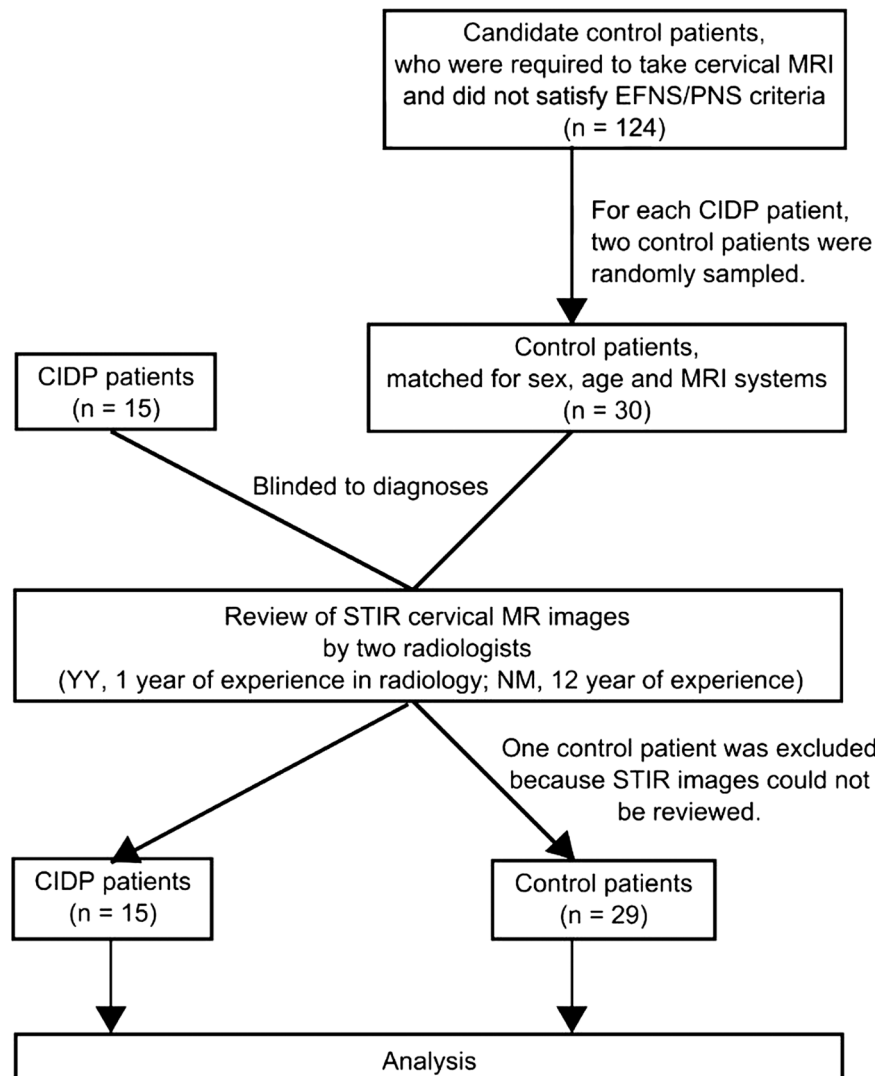 Candidate control patients,
who were required to take cervical MRI
and did not satisfy EFNS/PNS criteria
(n = 124)
For each CIDP patient,
two control patients were
randomly sampled.
CIDP patients
(n = 15)
Control patients,
matched for sex, age and MRI systems
(n = 30)
Blinded to diagnoses
Review of STIR cervical MR images
by two radiologists
(YY, 1 year of experience in radiology; NM, 12 year of experience)
One control patient was excluded
because STIR images could not
be reviewed.
CIDP patients
(n = 15)
Control patients
(n = 29)
Analysis